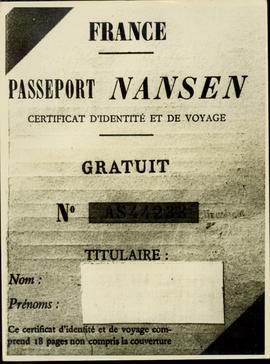 FRANCE
PASSEPORT NANSEN
CERTIFICAT D'IDENTITÉ ET DE VOYAGE
GRATUIT
N° AS44233
TITULAIRE :
Nom :
Prénoms :
Ce certificat d'identité et de voyage com-
prend 18 pages non compris la couverture